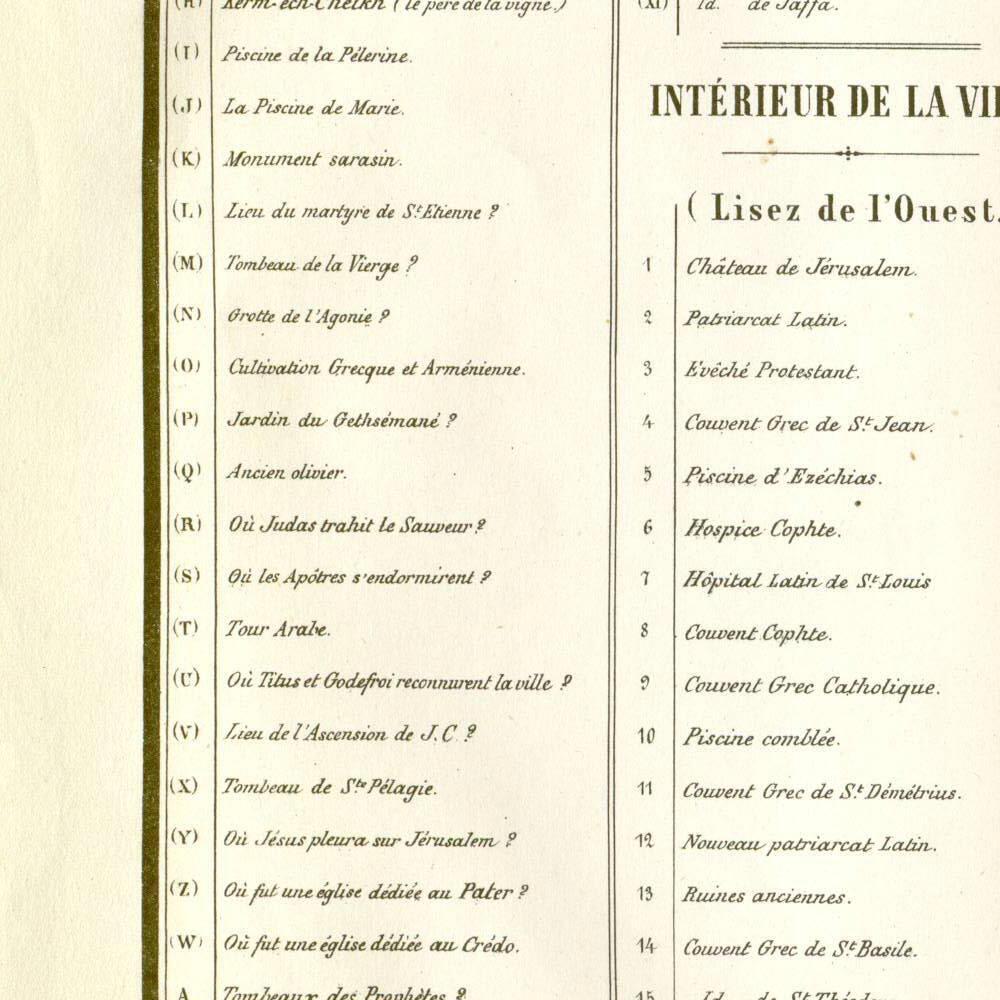 (H) Kerm-ech-Cheikh (le père de la vigne.)
(I) Piscine de la Pélerine.
(J) La Piscine de Marie.
(K) Monument sarasin.
(L) Lieu du martyre de St. Etienne ?
(M) Tombeau de la Vierge ?
(N) Grotte de l'Agonie ?
(O) Cultivation Grecque et Arménienne.
(P) Jardin du Gethsémané ?
(Q) Ancien olivier.
(R) Où Judas trahit le Sauveur ?
(S) Où les Apôtres s'endormirent ?
(T) Tour Arabe.
(U) Où Titus et Godefroi reconnurent la ville ?
(V) Lieu de l'Ascension de J.C. ?
(X) Tombeau de Ste Pélagie.
(Y) Où Jésus pleura sur Jérusalem ?
(Z) Où fut une église dédiée au Pater ?
(W) Où fut une église dédiée au Crédo.
A Tombeaux des Prophètes ?
(XI) Id. de Jaffa.
INTÉRIEUR DE LA VI
( Lisez de l'Ouest.
1 Château de Jérusalem.
2 Patriarcat Latin.
3 Evêché Protestant.
4 Couvent Grec de St. Jean.
5 Piscine d'Ezéchias.
6 Hospice Cophte.
7 Hôpital Latin de St. Louis
8 Couvent Cophte.
9 Couvent Grec Catholique.
10 Piscine comblée.
11 Couvent Grec de St. Démétrius.
12 Nouveau patriarcat Latin.
13 Ruines anciennes.
14 Couvent Grec de St. Basile.
15 Id. de St. Théodore